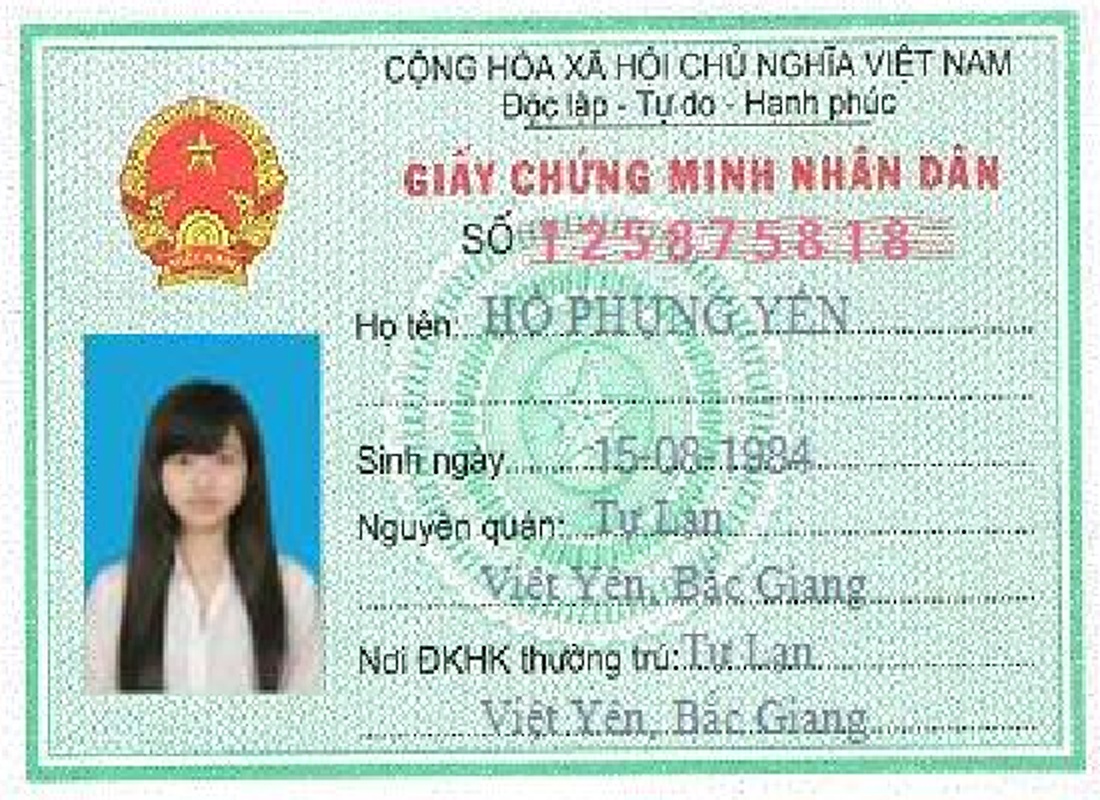 CỘNG HÒA XÃ HỘI CHỦ NGHĨA VIỆT NAM
Độc lập - Tự do - Hạnh phúc
GIẤY CHỨNG MINH NHÂN DÂN
SỐ 125875818
Họ tên: HỒ PHỤNG YẾN
Sinh ngày 15-08-1984
Nguyên quán: Tự Lạn
Việt Yên, Bắc Giang
Nơi ĐKHK thường trú: Tự Lạn
Việt Yên, Bắc Giang